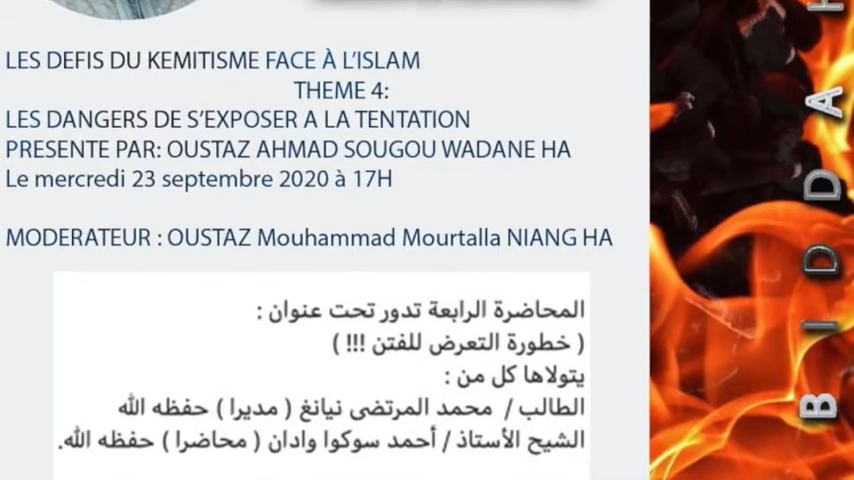 LES DEFIS DU KEMITISME FACE À L’ISLAM
THEME 4:
LES DANGERS DE S’EXPOSER A LA TENTATION
PRESENTE PAR: OUSTAZ AHMAD SOUGOU WADANE HA
Le mercredi 23 septembre 2020 à 17H
MODERATEUR : OUSTAZ Mouhammad Mourtalla NIANG HA
المحاضرة الرابعة تدور تحت عنوان :
( خطورة التعرض للفتن !!! )
يتولاها كل من :
الطالب / محمد المرتضى نيانغ ( مديرا ) حفظه الله
الشيح الأستاذ / أحمد سوكوا وادان ( محاضرا ) حفظه الله.
BIDDAH